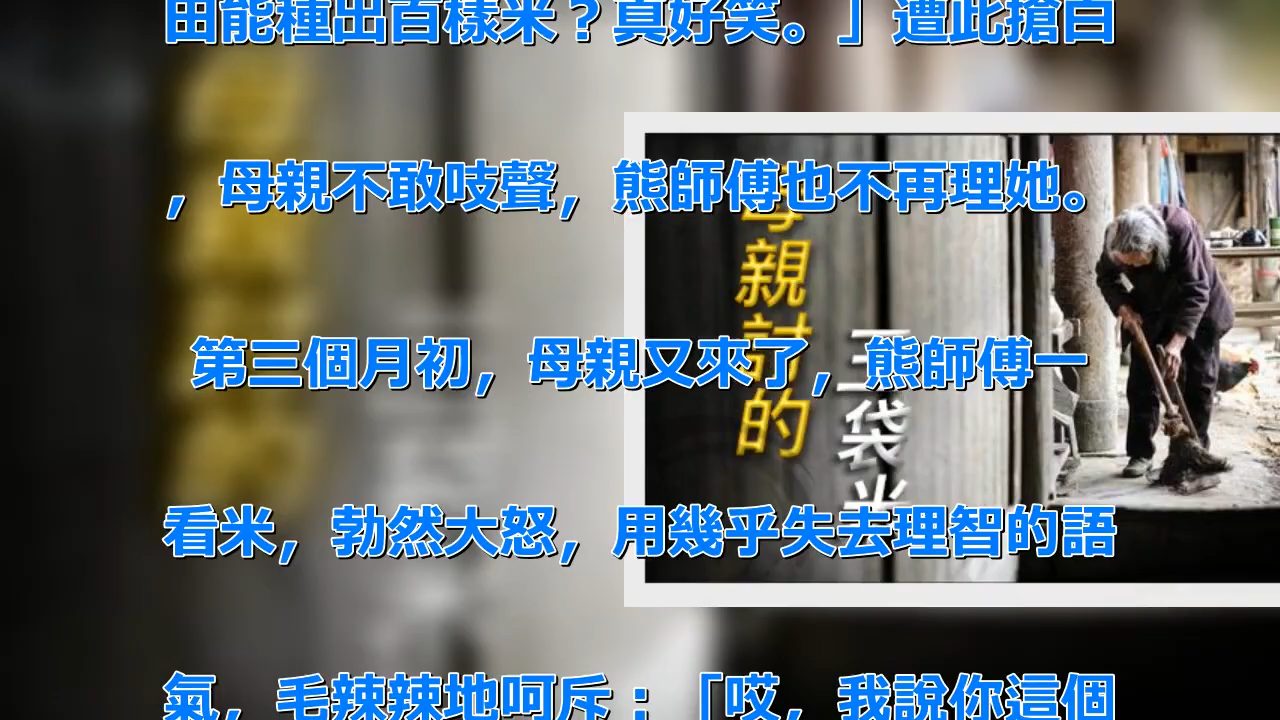 田能種出百樣米？真好笑。」遭此搶白
，母親不敢吱聲，熊師傅也不再理她。
第三個月初，母親又來了，熊師傅一
看米，勃然大怒，用幾乎失去理智的語
氣，毛辣辣地呵斥：「哎，我說你這個
母親討的
三袋米